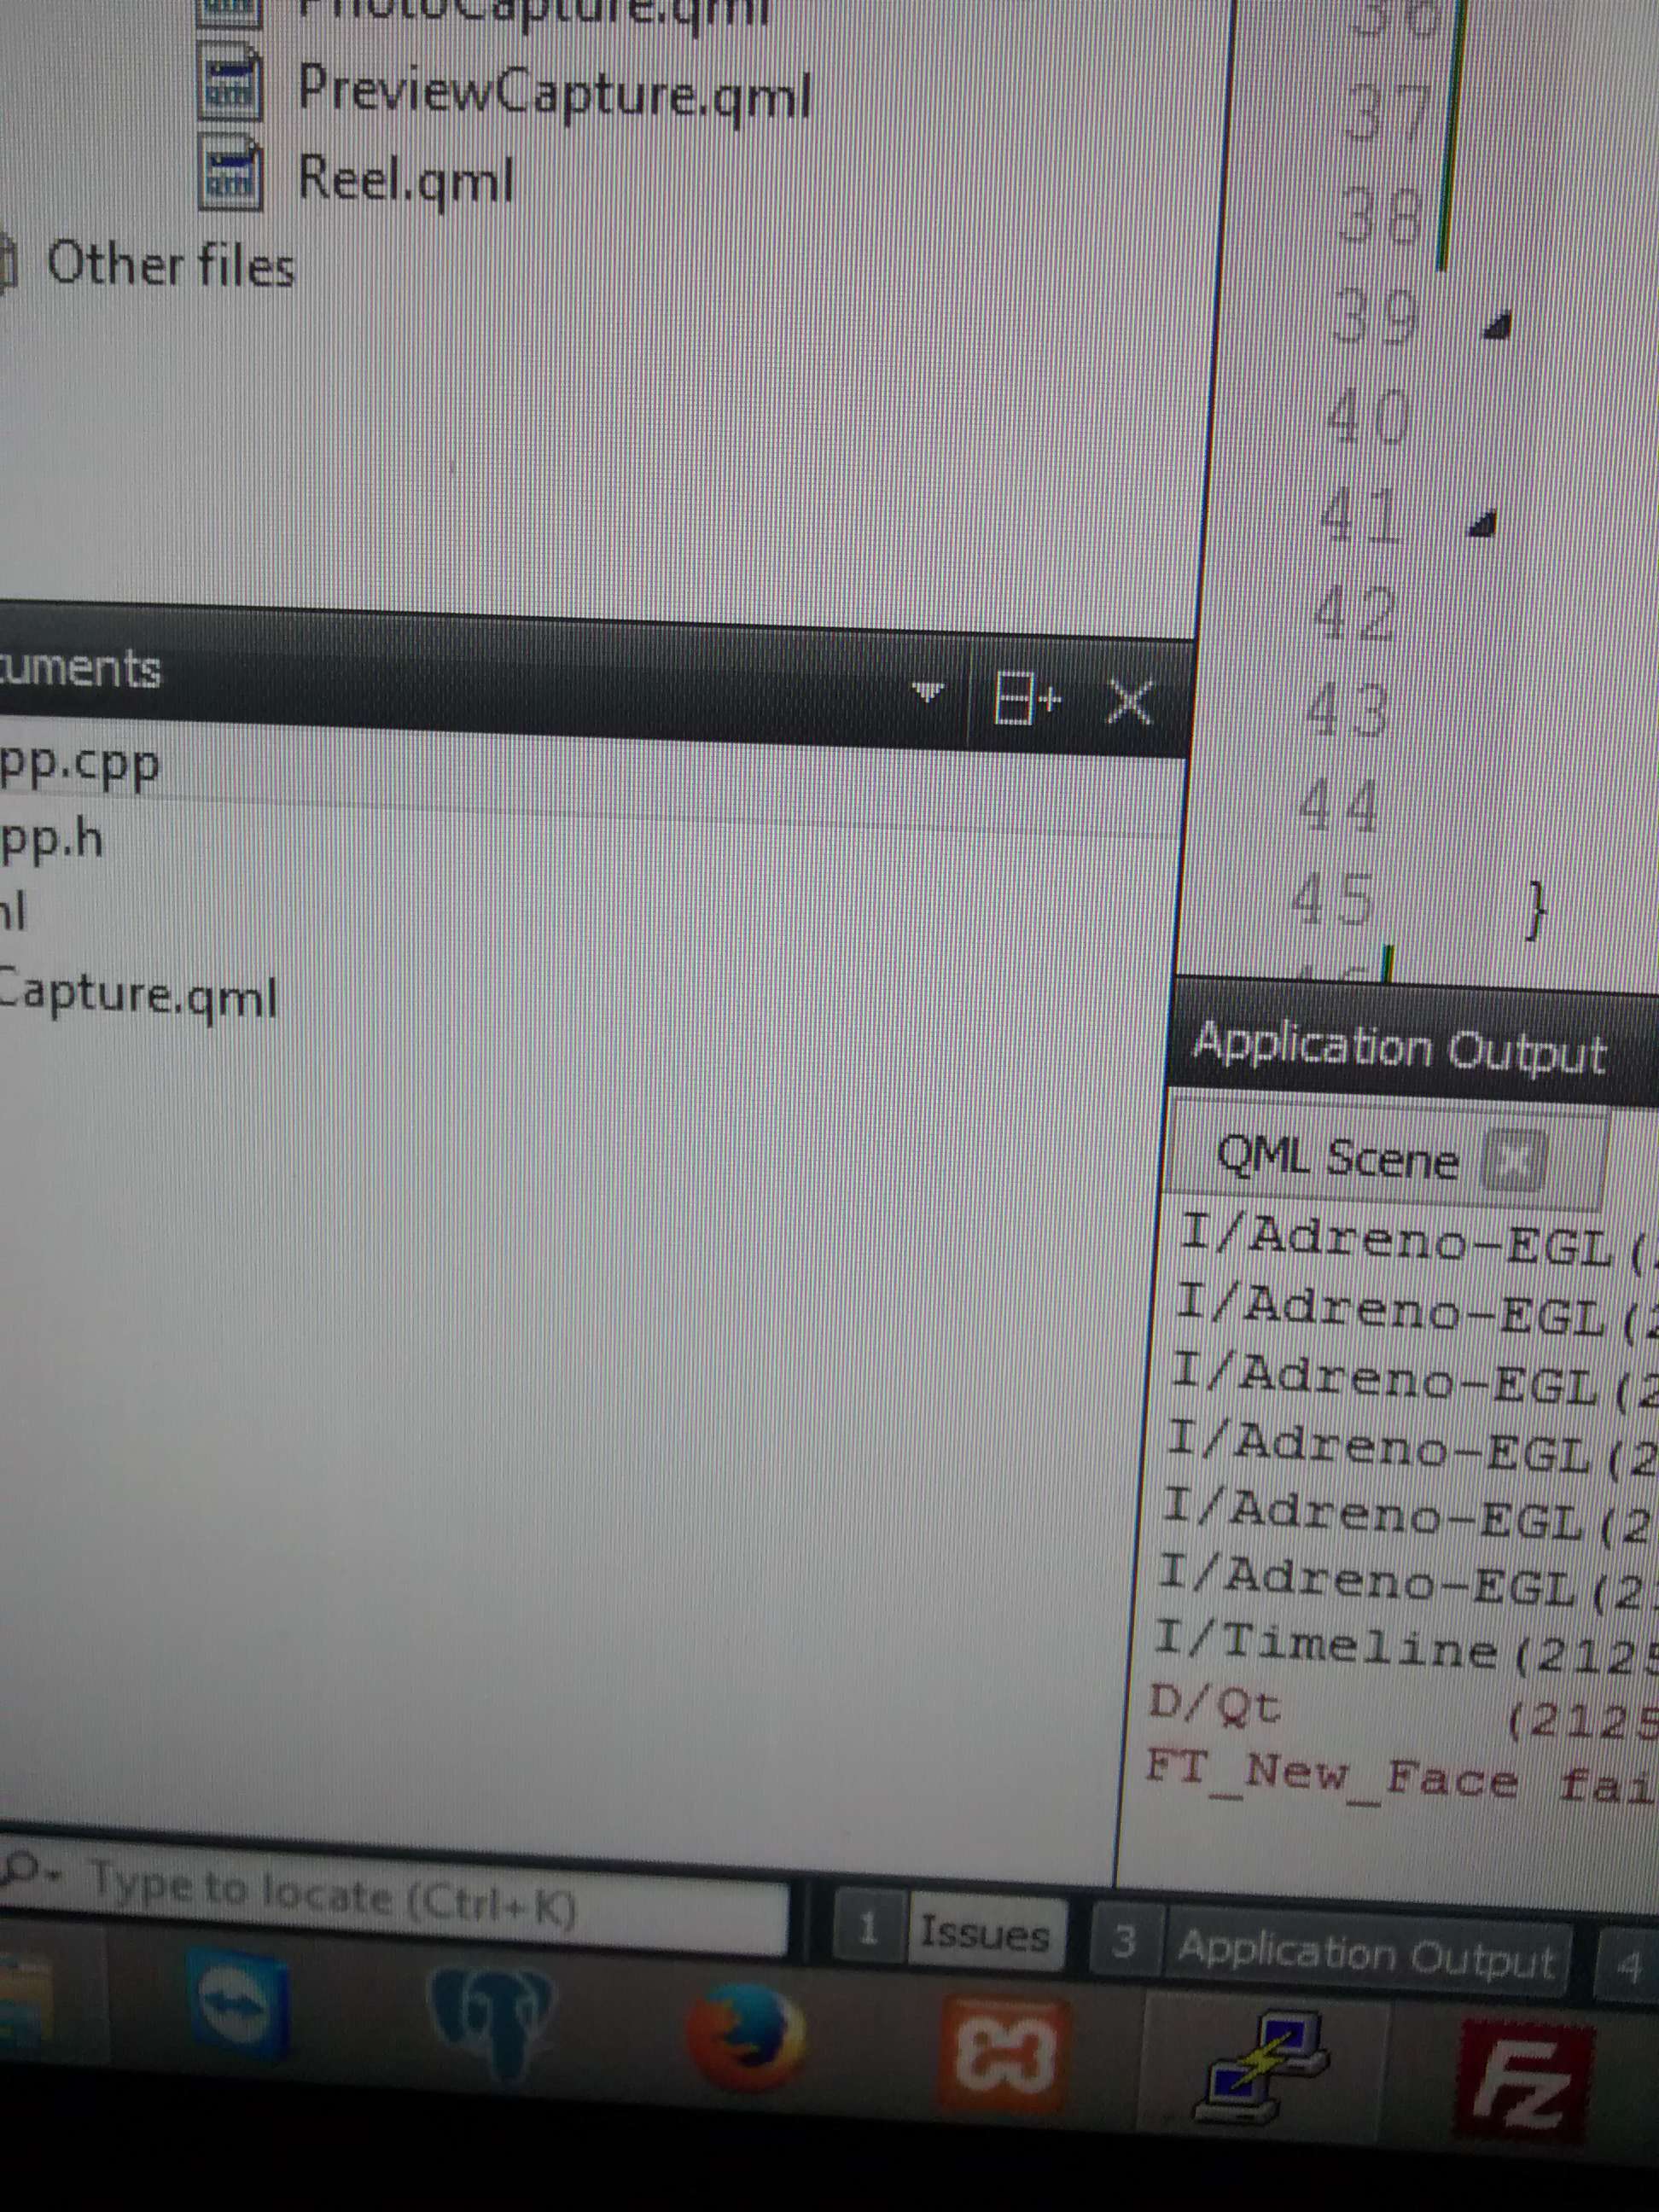 PhotoCapture.qml
qml PreviewCapture.qml
qml Reel.qml
Other files
uments
pp.cpp
pp.h
Capture.qml
36
37
38
39
40
41
42
43
44
45 }
Application Output
QML Scene
I/Adreno-EGL(
I/Adreno-EGL(2
I/Adreno-EGL(2
I/Adreno-EGL(2
I/Adreno-EGL(2
I/Adreno-EGL(2
I/Timeline(2125
D/Qt (2125
FT_New_Face fai
Type to locate (Ctrl+K)
1 Issues 3 Application Output 4
FZ